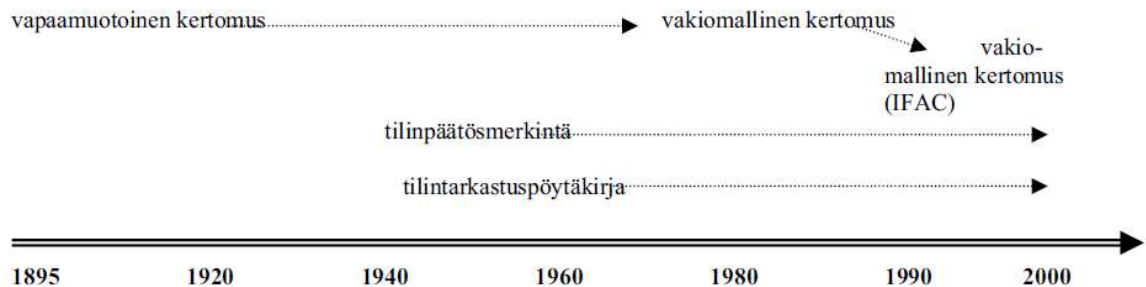 vapaamuotoinen kertomus vakiomallinen kertomus
vakio-
mallinen kertomus
(IFAC)
tilinpäätösmerkintä
tilintarkastuspöytäkirja
1895 1920 1940 1960 1980 1990 2000